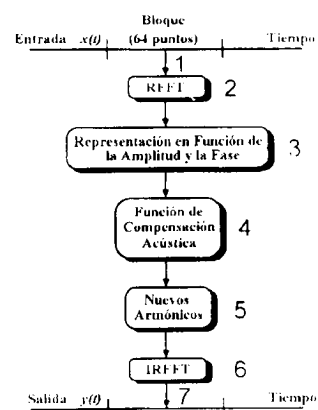 Bloque
Entrada x(t) (64 puntos) Tiempo
1
RFFT 2
Representación en Función de
la Amplitud y la Fase 3
Función de
Compensación 4
Acústica
Nuevos
Armónicos 5
IRFFT 6
7
Salida y(t) Tiempo